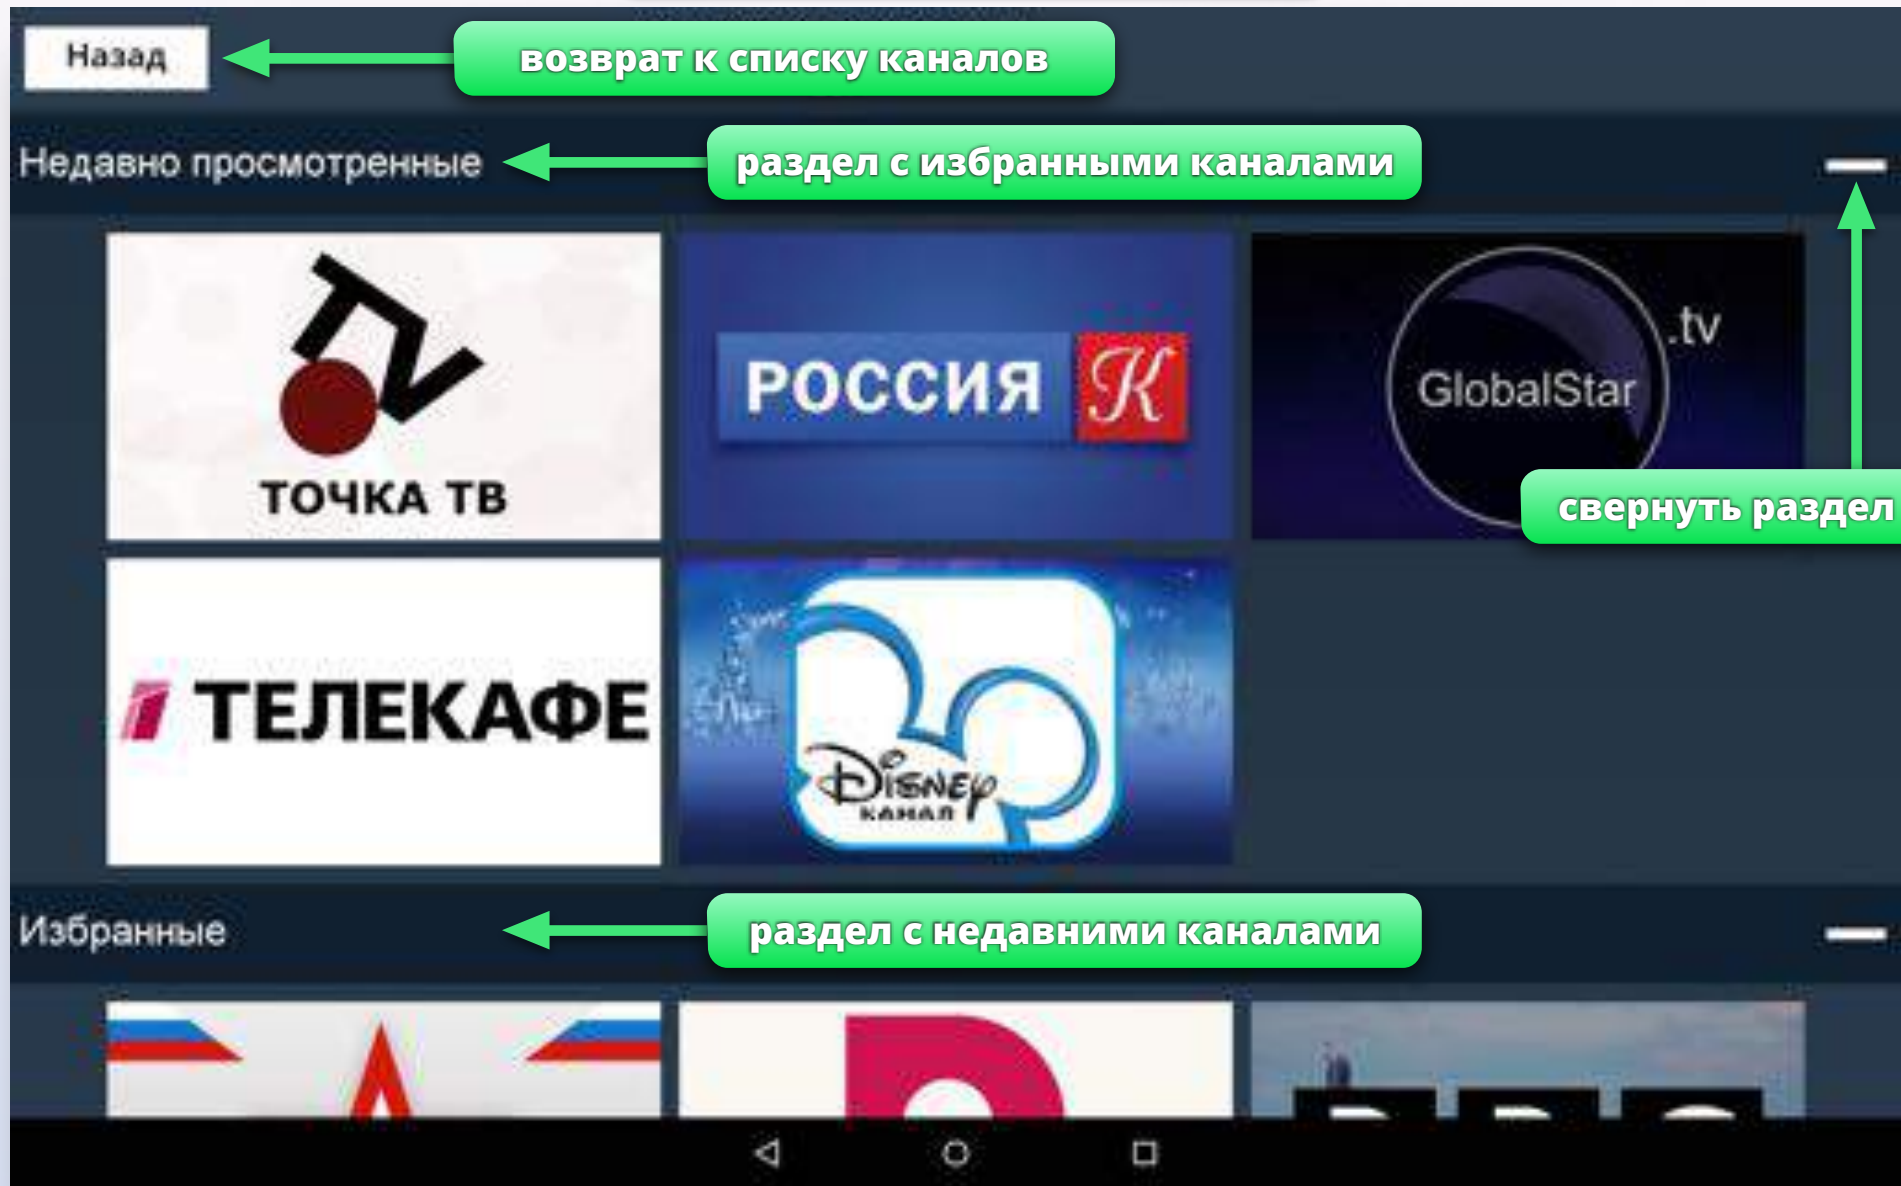 Назад
возврат к списку каналов
Недавно просмотренные
раздел с избранными каналами
ТОЧКА ТВ
РОССИЯ К
GlobalStar
.tv
свернуть раздел
ТЕЛЕКАФЕ
Disney
КАНАЛ
Избранные
раздел с недавними каналами